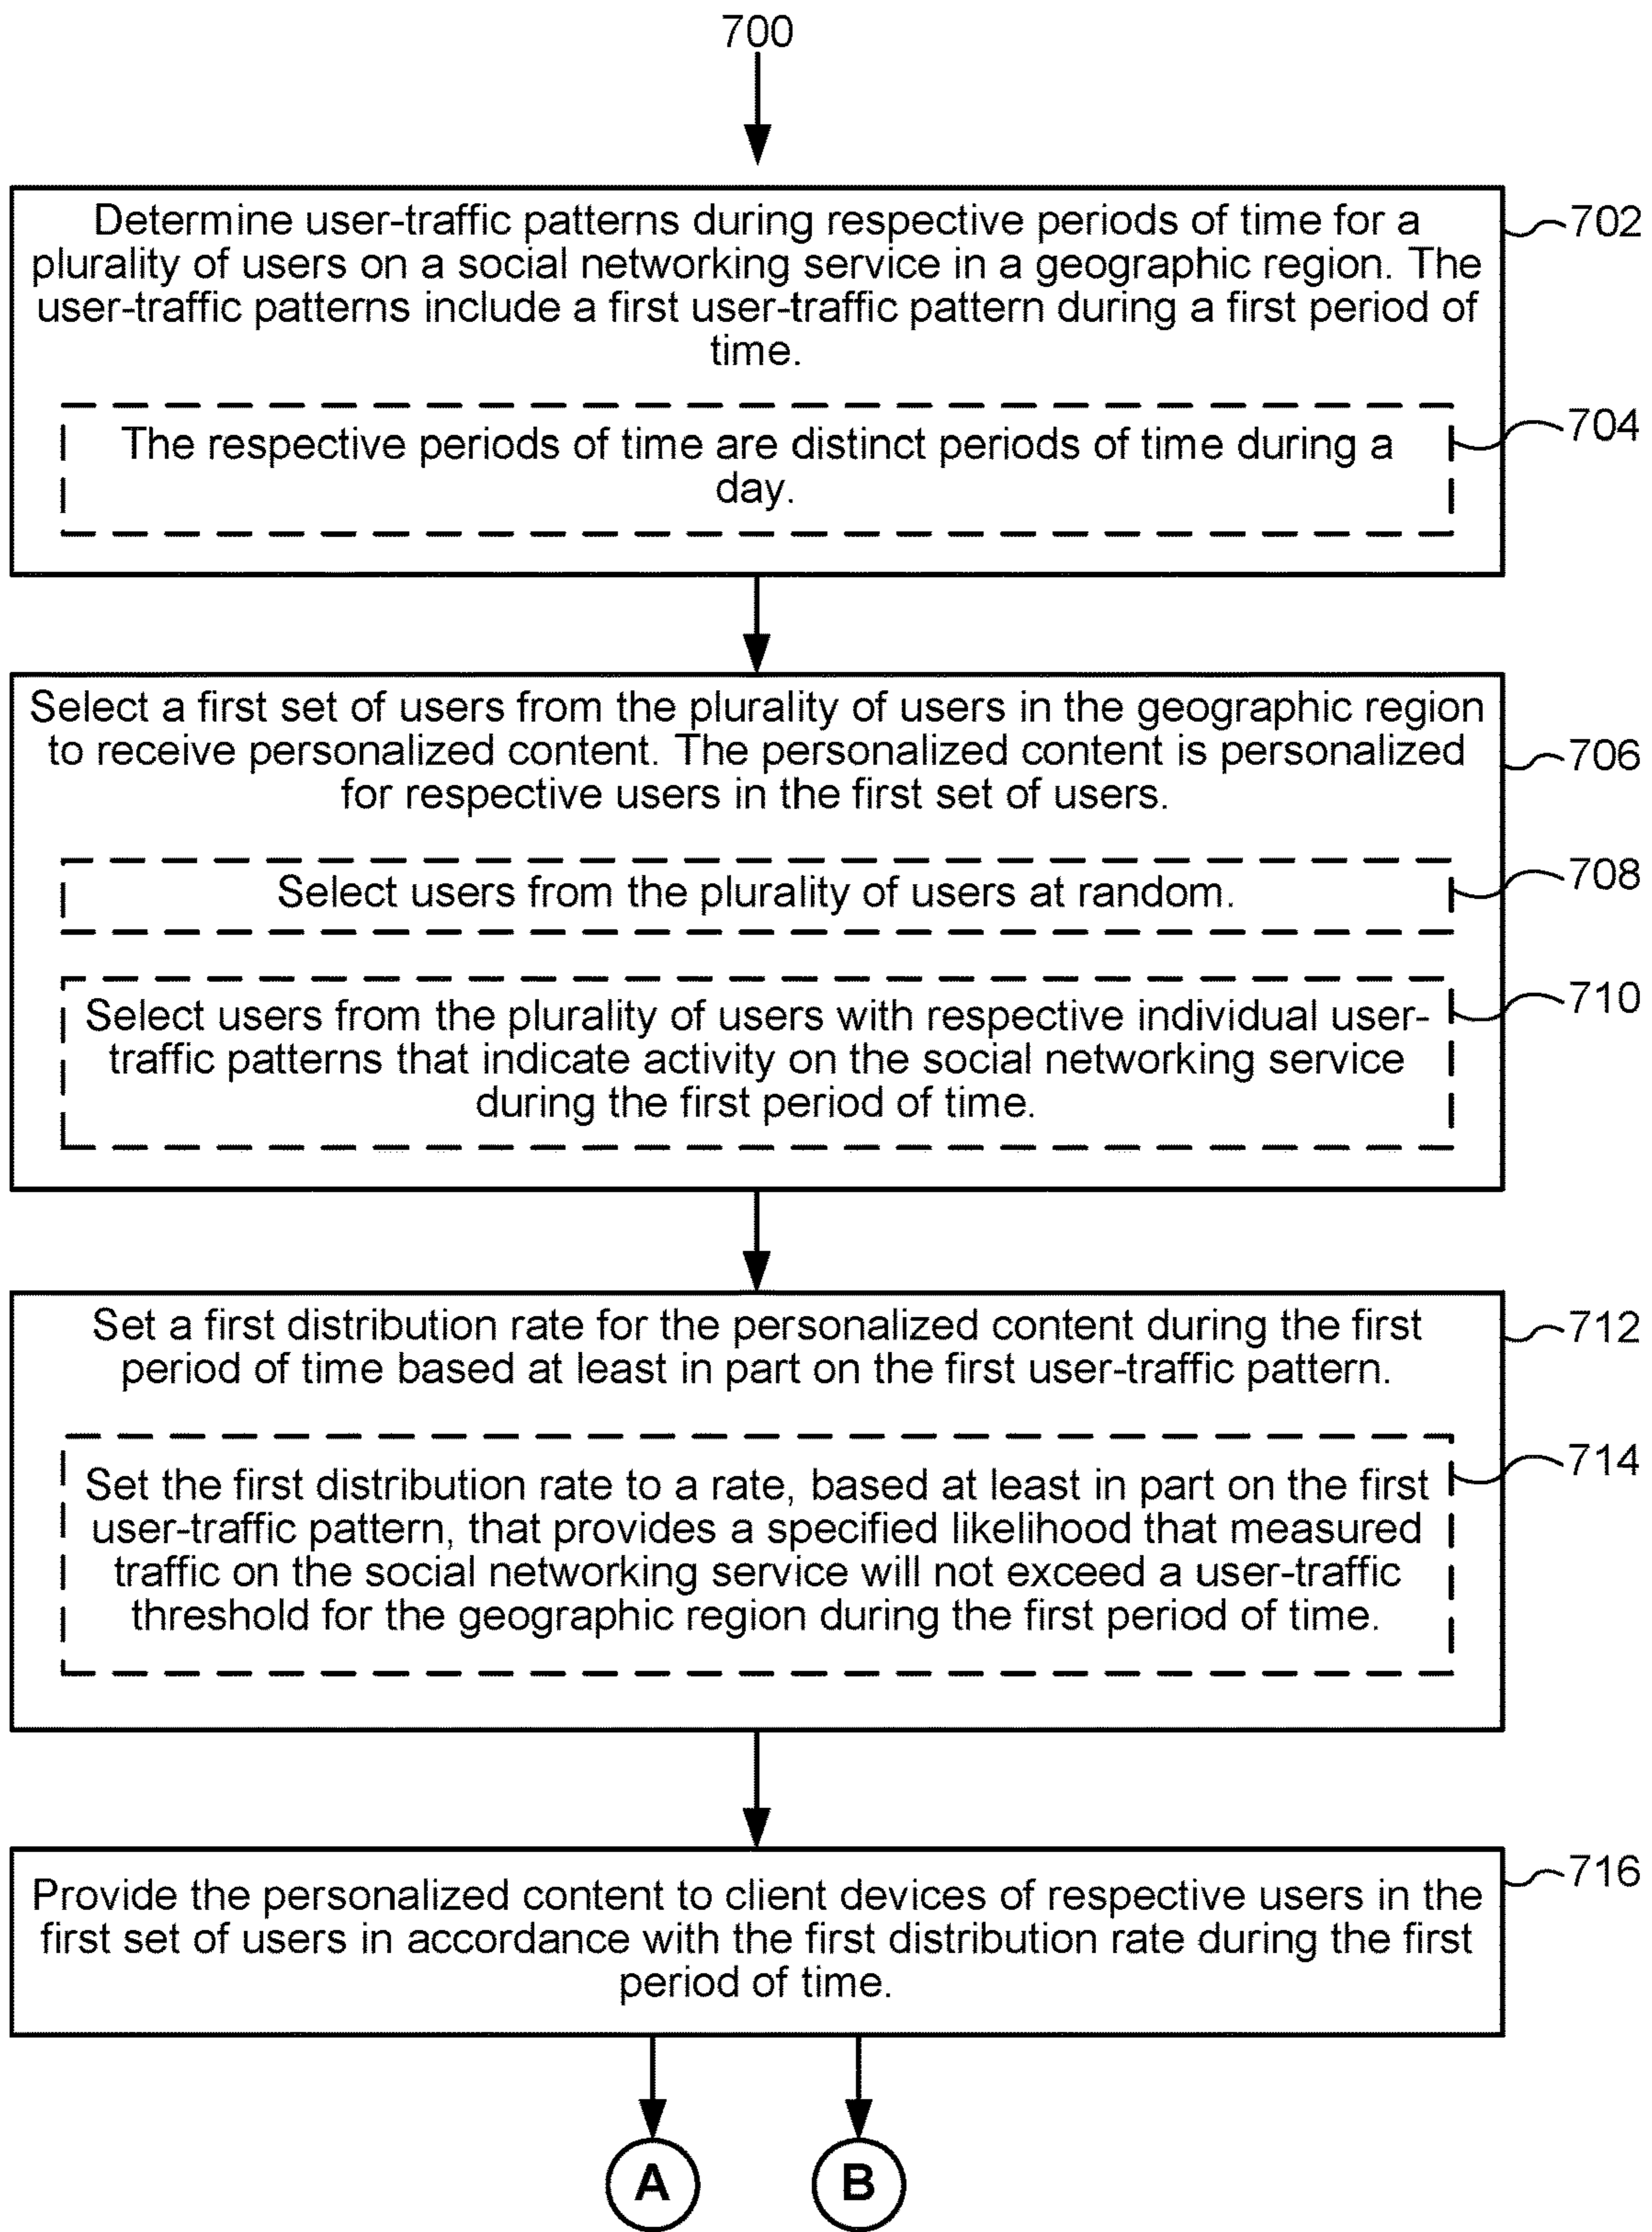 700
Determine user-traffic patterns during respective periods of time for a
plurality of users on a social networking service in a geographic region. The
user-traffic patterns include a first user-traffic pattern during a first period of
time.
702
The respective periods of time are distinct periods of time during a
day.
704
Select a first set of users from the plurality of users in the geographic region
to receive personalized content. The personalized content is personalized
for respective users in the first set of users.
706
Select users from the plurality of users at random.
708
Select users from the plurality of users with respective individual user-
traffic patterns that indicate activity on the social networking service
during the first period of time.
710
Set a first distribution rate for the personalized content during the first
period of time based at least in part on the first user-traffic pattern.
712
Set the first distribution rate to a rate, based at least in part on the first
user-traffic pattern, that provides a specified likelihood that measured
traffic on the social networking service will not exceed a user-traffic
threshold for the geographic region during the first period of time.
714
Provide the personalized content to client devices of respective users in the
first set of users in accordance with the first distribution rate during the first
period of time.
716
A
B